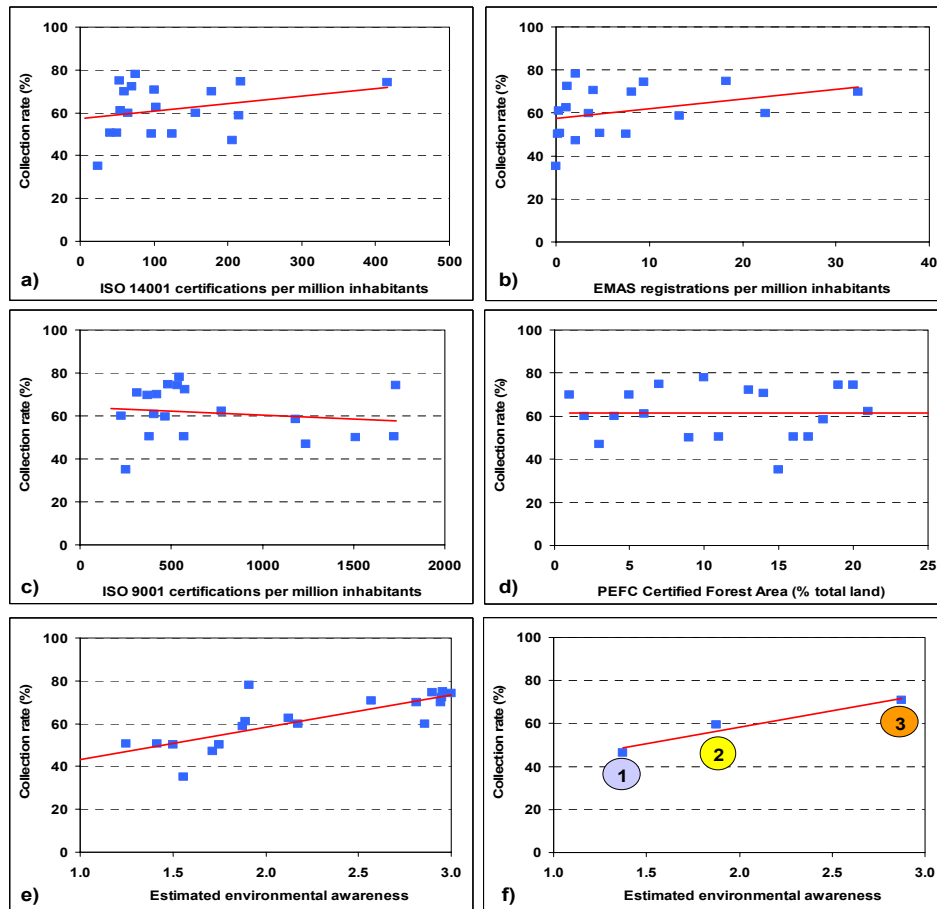 100
80
60
40
20
0
Collection rate (%)
0 100 200 300 400 500
a) ISO 14001 certifications per million inhabitants
100
80
60
40
20
0
Collection rate (%)
0 10 20 30 40
b) EMAS registrations per million inhabitants
100
80
60
40
20
0
Collection rate (%)
0 500 1000 1500 2000
c) ISO 9001 certifications per million inhabitants
100
80
60
40
20
0
Collection rate (%)
0 5 10 15 20 25
d) PEFC Certified Forest Area (% total land)
100
80
60
40
20
0
Collection rate (%)
1.0 1.5 2.0 2.5 3.0
e) Estimated environmental awareness
100
80
60
40
20
0
Collection rate (%)
1
2
3
1.0 1.5 2.0 2.5 3.0
f) Estimated environmental awareness